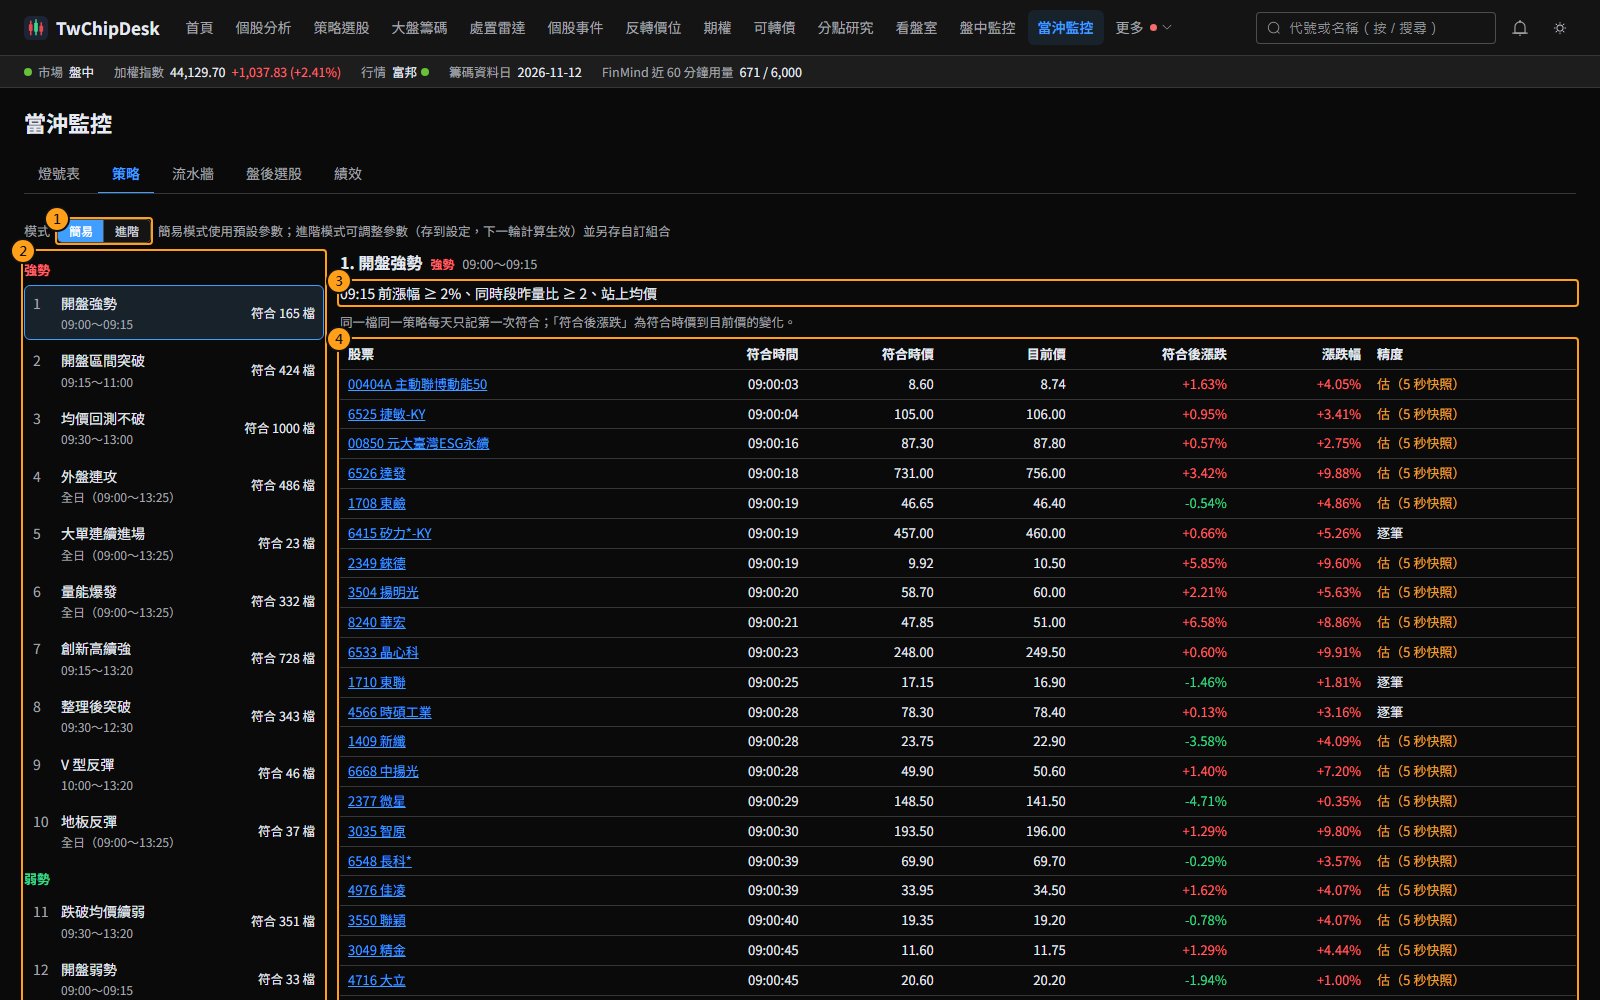 TwChipDesk 首頁 個股分析 策略選股 大盤籌碼 處置雷達 個股事件 反轉價位 期權 可轉債 分點研究 看盤室 盤中監控 當沖監控 更多 代號或名稱 ( 按 / 搜尋 )
市場 盤中 加權指數 44,129.70 +1,037.83 (+2.41%) 行情 富邦 籌碼資料日 2026-11-12 FinMind 近 60 分鐘用量 671 / 6,000
當沖監控
燈號表 策略 流水牆 盤後選股 績效
模式 1 簡易 進階 簡易模式使用預設參數；進階模式可調整參數（存到設定，下一輪計算生效）並另存自訂組合
2
強勢
1 開盤強勢 符合 165 檔
09:00～09:15
2 開盤區間突破 符合 424 檔
09:15～11:00
3 均價回測不破 符合 1000 檔
09:30～13:00
4 外盤連攻 符合 486 檔
全日（09:00～13:25）
5 大單連續進場 符合 23 檔
全日（09:00～13:25）
6 量能爆發 符合 332 檔
全日（09:00～13:25）
7 創新高續強 符合 728 檔
09:15～13:20
8 整理後突破 符合 343 檔
09:30～12:30
9 V 型反彈 符合 46 檔
10:00～13:20
10 地板反彈 符合 37 檔
全日（09:00～13:25）
弱勢
11 跌破均價續弱 符合 351 檔
09:30～13:20
12 開盤弱勢 符合 33 檔
09:00～09:15
1. 開盤強勢 強勢 09:00～09:15
3
09:15 前漲幅 ≥ 2%、同時段昨量比 ≥ 2、站上均價
同一檔同一策略每天只記第一次符合；「符合後漲跌」為符合時價到目前價的變化。
4
股票 符合時間 符合時價 目前價 符合後漲跌 漲跌幅 精度
00404A 主動聯博動能50 09:00:03 8.60 8.74 +1.63% +4.05% 估（5 秒快照）
6525 捷敏-KY 09:00:04 105.00 106.00 +0.95% +3.41% 估（5 秒快照）
00850 元大臺灣ESG永續 09:00:16 87.30 87.80 +0.57% +2.75% 估（5 秒快照）
6526 達發 09:00:18 731.00 756.00 +3.42% +9.88% 估（5 秒快照）
1708 東鹼 09:00:19 46.65 46.40 -0.54% +4.86% 估（5 秒快照）
6415 矽力*-KY 09:00:19 457.00 460.00 +0.66% +5.26% 逐筆
2349 錸德 09:00:19 9.92 10.50 +5.85% +9.60% 估（5 秒快照）
3504 揚明光 09:00:20 58.70 60.00 +2.21% +5.63% 估（5 秒快照）
8240 華宏 09:00:21 47.85 51.00 +6.58% +8.86% 估（5 秒快照）
6533 晶心科 09:00:23 248.00 249.50 +0.60% +9.91% 估（5 秒快照）
1710 東聯 09:00:25 17.15 16.90 -1.46% +1.81% 逐筆
4566 時碩工業 09:00:28 78.30 78.40 +0.13% +3.16% 逐筆
1409 新纖 09:00:28 23.75 22.90 -3.58% +4.09% 估（5 秒快照）
6668 中揚光 09:00:28 49.90 50.60 +1.40% +7.20% 估（5 秒快照）
2377 微星 09:00:29 148.50 141.50 -4.71% +0.35% 估（5 秒快照）
3035 智原 09:00:30 193.50 196.00 +1.29% +9.80% 估（5 秒快照）
6548 長科* 09:00:39 69.90 69.70 -0.29% +3.57% 估（5 秒快照）
4976 佳凌 09:00:39 33.95 34.50 +1.62% +4.07% 估（5 秒快照）
3550 聯穎 09:00:40 19.35 19.20 -0.78% +4.07% 估（5 秒快照）
3049 精金 09:00:45 11.60 11.75 +1.29% +4.44% 估（5 秒快照）
4716 大立 09:00:45 20.60 20.20 -1.94% +1.00% 估（5 秒快照）